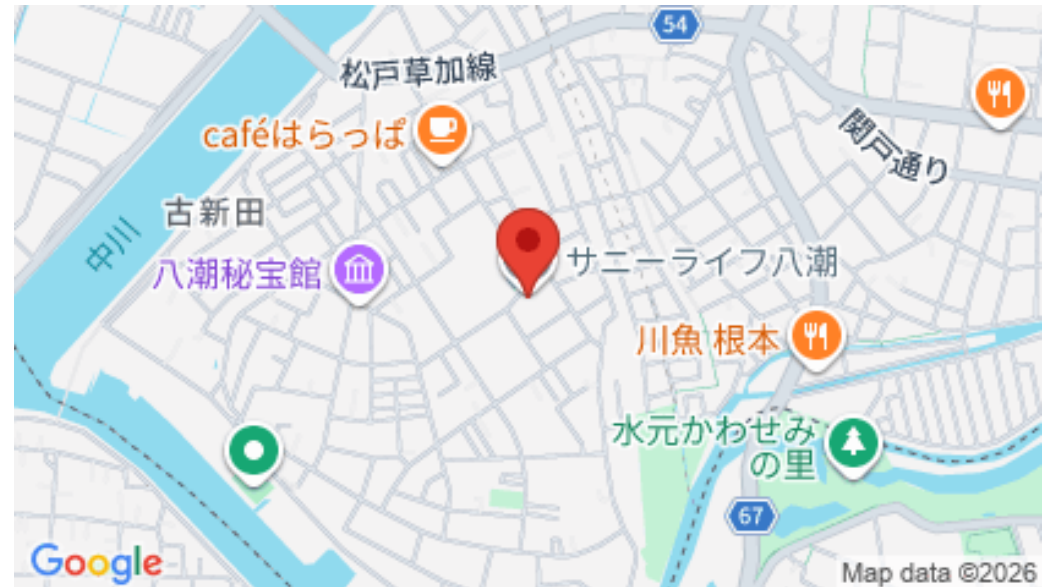 54
松戸草加線
caféはらっぱ
関戸通り
古新田
中川
八潮秘宝館
サニーライフ八潮
川魚 根本
水元かわせみ
の里
67
Google
Map data ©2026